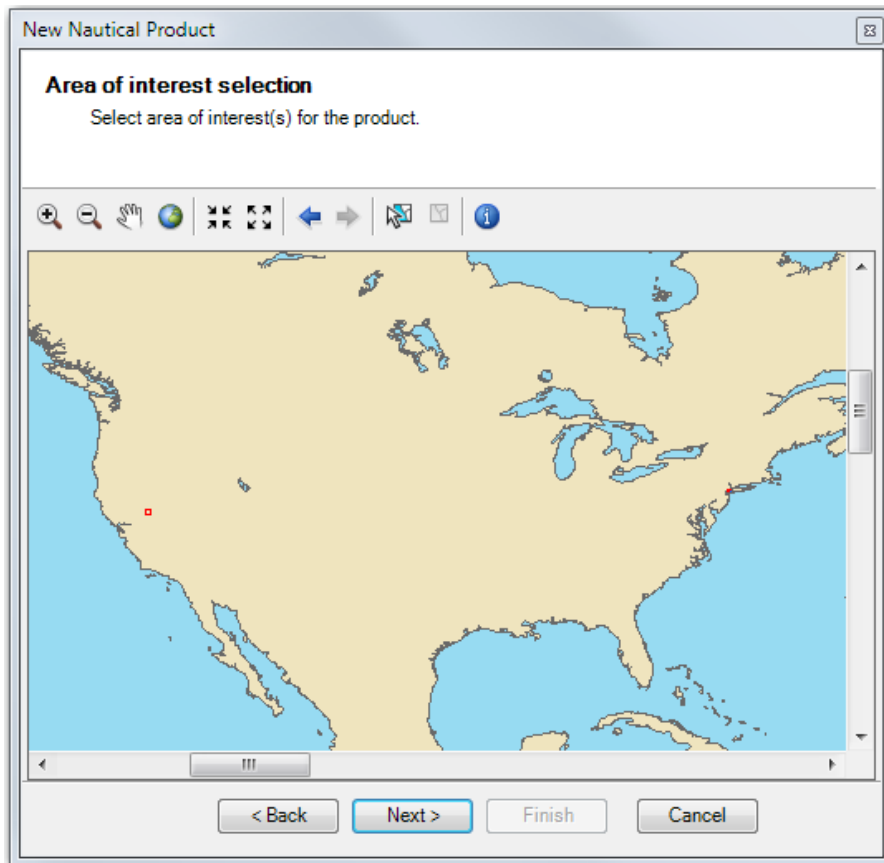 New Nautical Product
Area of interest selection
Select area of interest(s) for the product.
< Back
Next >
Finish
Cancel